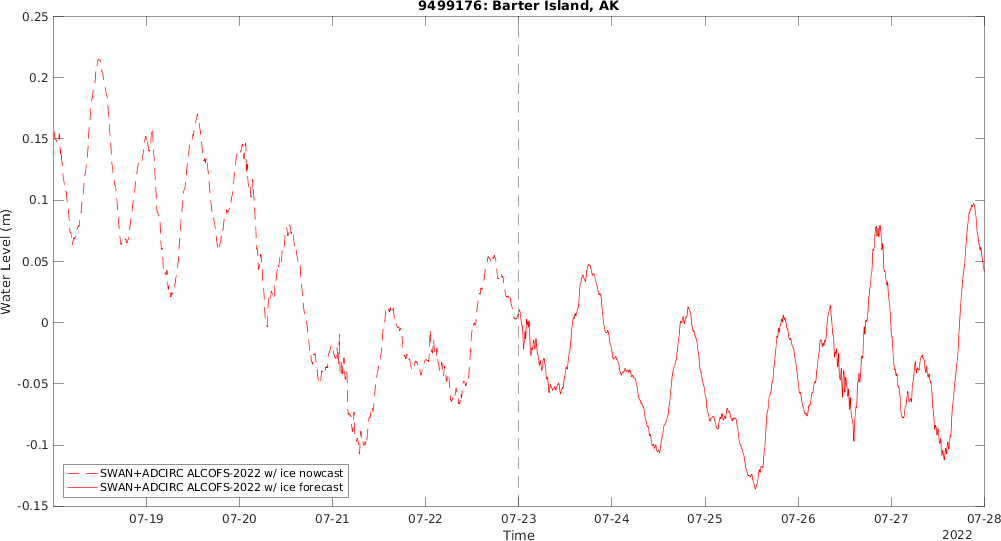 9499176: Barter Island, AK
0.25
0.2
0.15
0.1
0.05
0
-0.05
-0.1
-0.15
Water Level (m)
SWAN+ADCIRC ALCOFS-2022 w/ ice nowcast
SWAN+ADCIRC ALCOFS-2022 w/ ice forecast
07-19 07-20 07-21 07-22 07-23 07-24 07-25 07-26 07-27 07-28
Time
2022